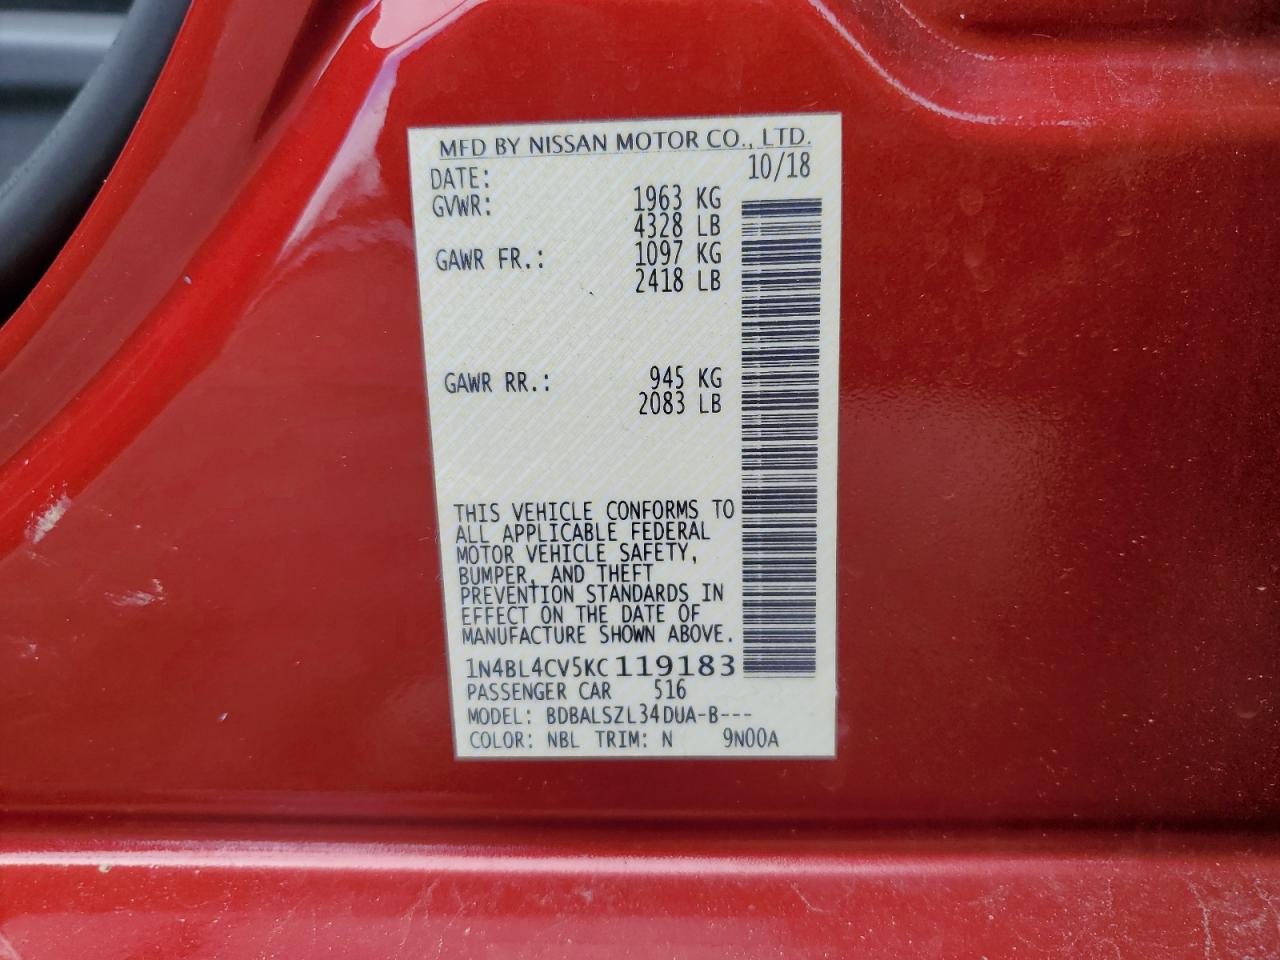 MFD BY NISSAN MOTOR CO., LTD.
DATE: 10/18
GVWR: 1963 KG
4328 LB
GAWR FR.: 1097 KG
2418 LB
GAWR RR.: 945 KG
2083 LB
THIS VEHICLE CONFORMS TO
ALL APPLICABLE FEDERAL
MOTOR VEHICLE SAFETY,
BUMPER, AND THEFT
PREVENTION STANDARDS IN
EFFECT ON THE DATE OF
MANUFACTURE SHOWN ABOVE.
1N4BL4CV5KC119183
PASSENGER CAR 516
MODEL: BDBALSZL34DUA-B---
COLOR: NBL TRIM: N 9N00A